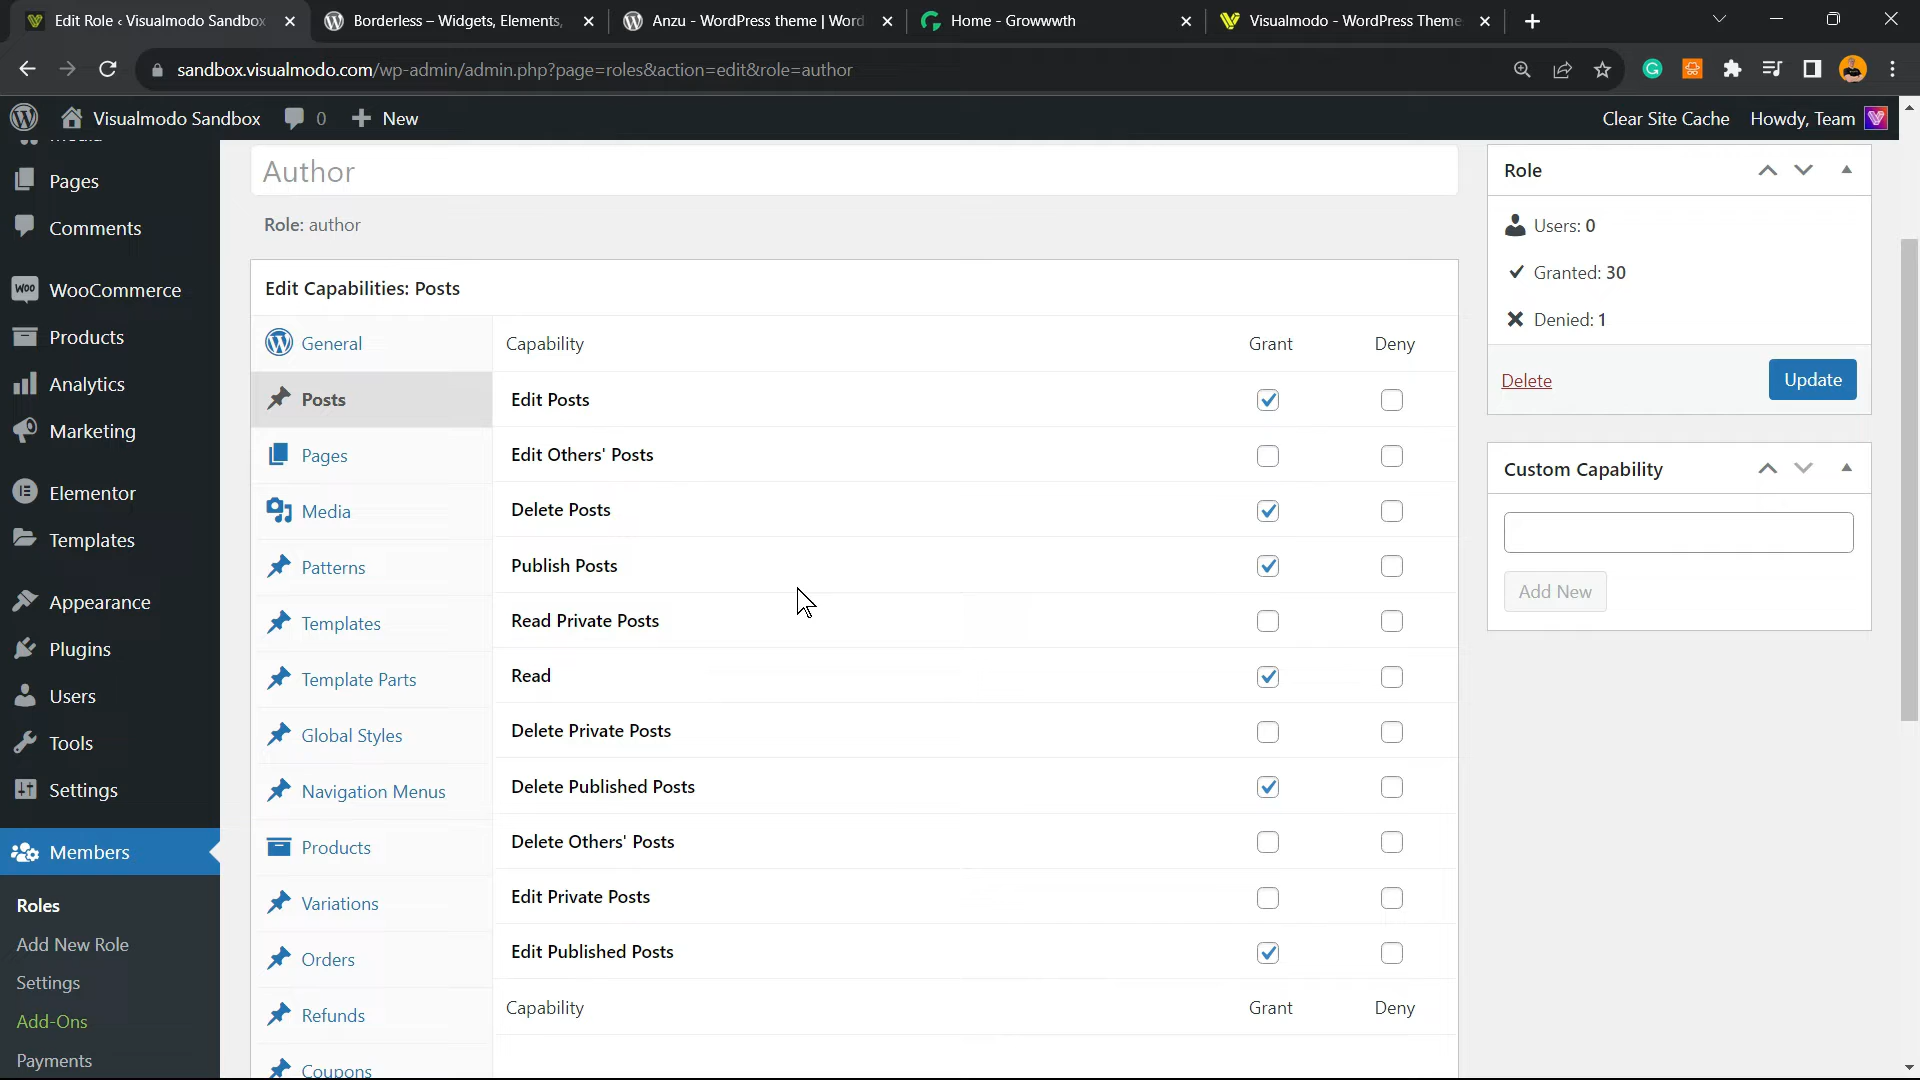 Edit Role ‹ Visualmodo Sandbox
Borderless – Widgets, Elements,
Anzu - WordPress theme | Word
Home - Growwwth
Visualmodo - WordPress Theme
sandbox.visualmodo.com/wp-admin/admin.php?page=roles&action=edit&role=author
Visualmodo Sandbox
0
New
Clear Site Cache
Howdy, Team
Pages
Comments
WooCommerce
Products
Analytics
Marketing
Elementor
Templates
Appearance
Plugins
Users
Tools
Settings
Members
Roles
Add New Role
Settings
Add-Ons
Payments
Author
Role: author
Edit Capabilities: Posts
General
Posts
Pages
Media
Patterns
Templates
Template Parts
Global Styles
Navigation Menus
Products
Variations
Orders
Refunds
Coupons
Capability Grant Deny
Edit Posts
Edit Others' Posts
Delete Posts
Publish Posts
Read Private Posts
Read
Delete Private Posts
Delete Published Posts
Delete Others' Posts
Edit Private Posts
Edit Published Posts
Capability Grant Deny
Role
Users: 0
Granted: 30
Denied: 1
Delete
Update
Custom Capability
Add New